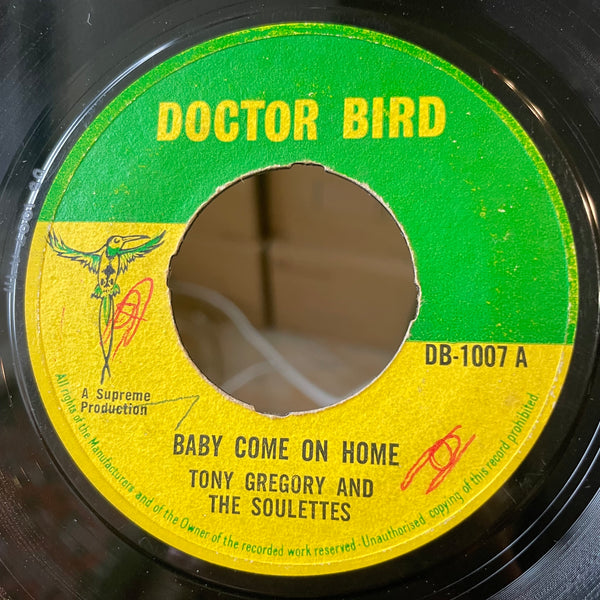 DOCTOR BIRD
DB-1007 A
A Supreme
Production
BABY COME ON HOME
TONY GREGORY AND
THE SOULETTES
All rights of the Manufacturers and of the Owner of the recorded work reserved - Unauthorised copying of this record prohibited